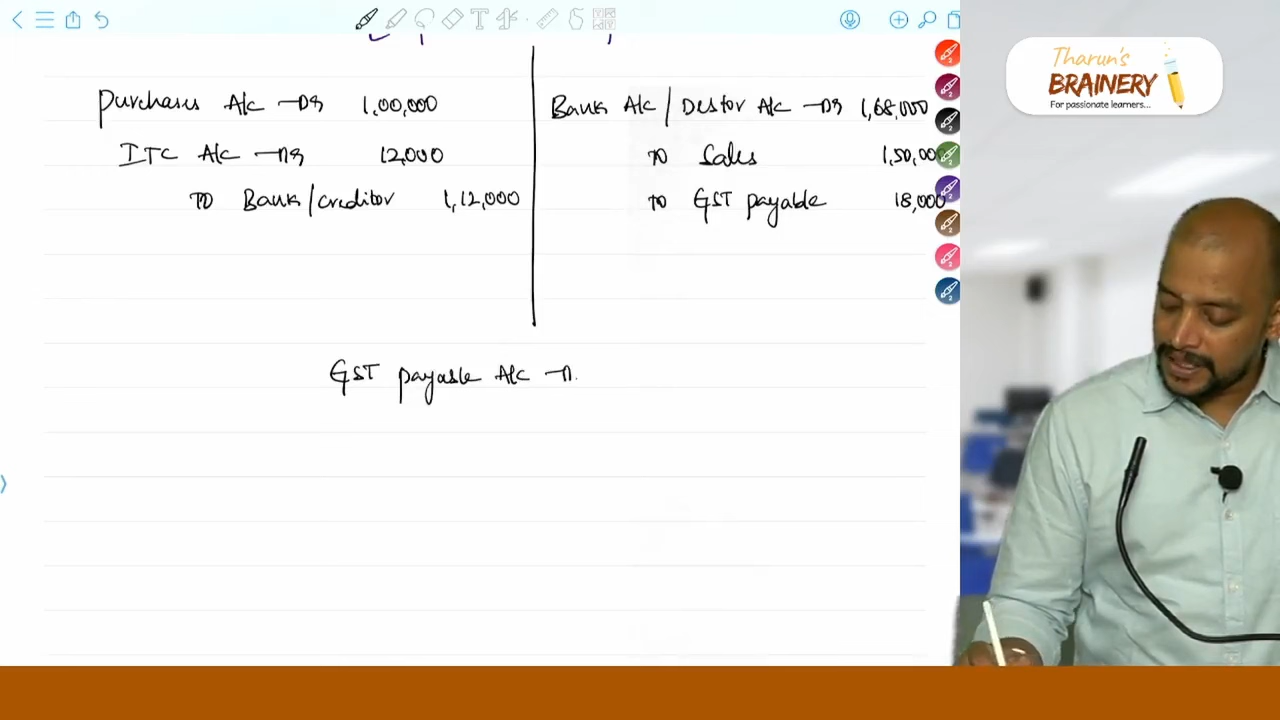 Tharun's
BRAINERY
For passionate learners...
Purchases A/c —Dr 1,00,000
ITC A/c —Dr 12,000
TO Bank/creditor 1,12,000
Bank A/c / Debtor A/c —Dr 1,68,000
TO Sales 1,50,000
TO GST payable 18,000
GST payable A/c —D